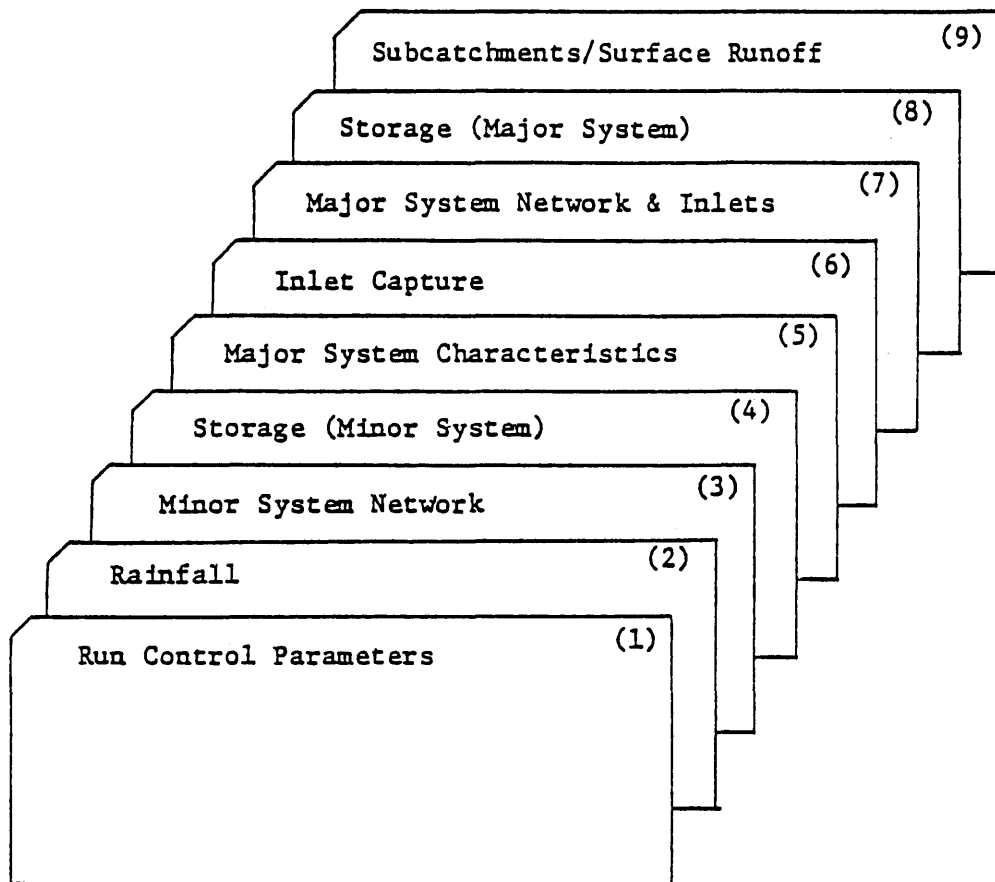 Subcatchments/Surface Runoff (9)
Storage (Major System) (8)
Major System Network & Inlets (7)
Inlet Capture (6)
Major System Characteristics (5)
Storage (Minor System) (4)
Minor System Network (3)
Rainfall (2)
Run Control Parameters (1)